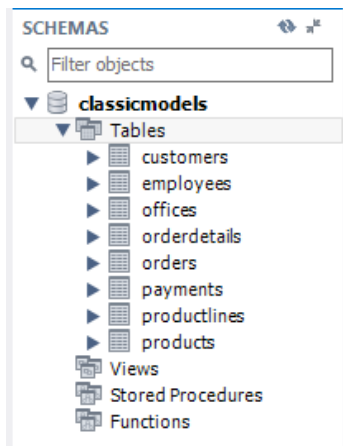 SCHEMAS
Filter objects
classicmodels
Tables
customers
employees
offices
orderdetails
orders
payments
productlines
products
Views
Stored Procedures
Functions